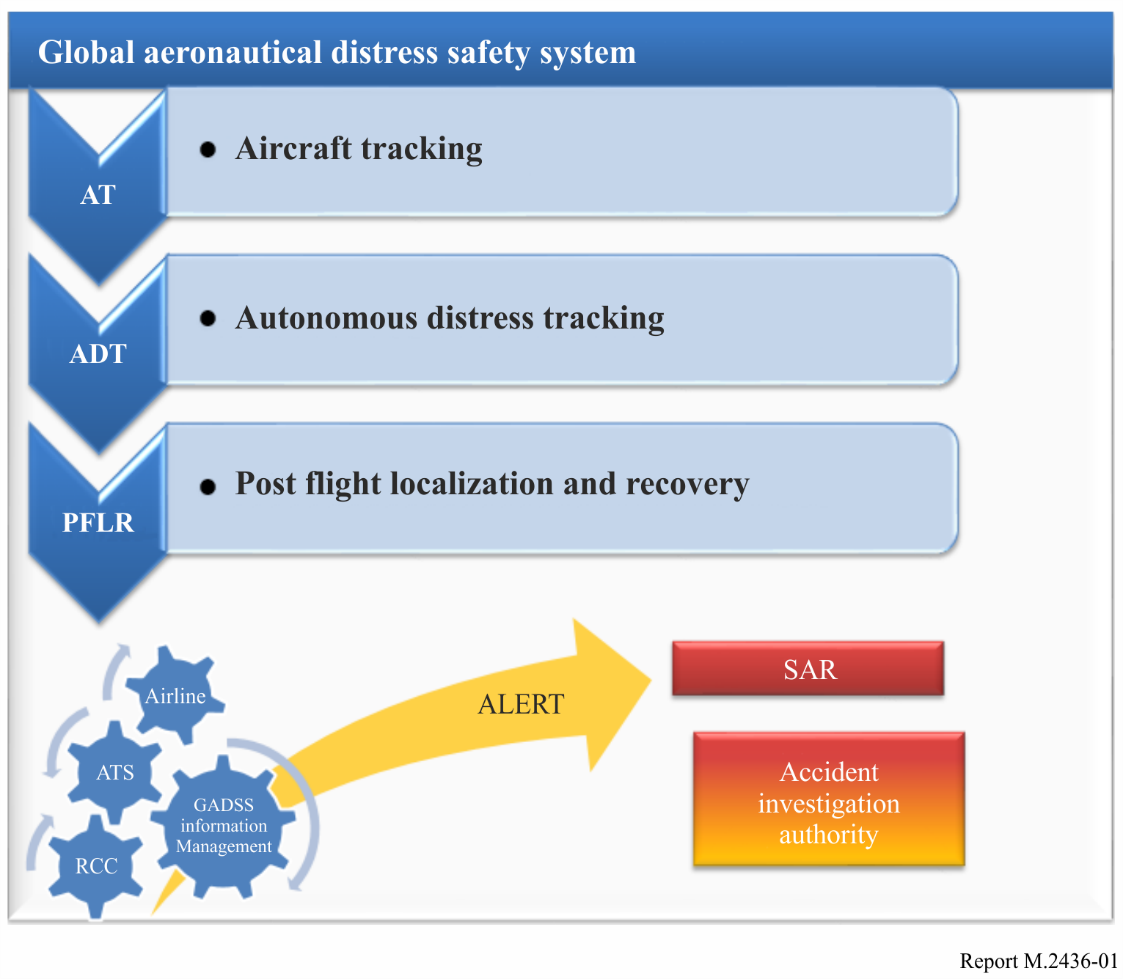 Global aeronautical distress safety system
AT
• Aircraft tracking
ADT
• Autonomous distress tracking
PFLR
• Post flight localization and recovery
Airline
ATS
RCC
GADSS
information
Management
ALERT
SAR
Accident
investigation
authority
Report M.2436-01